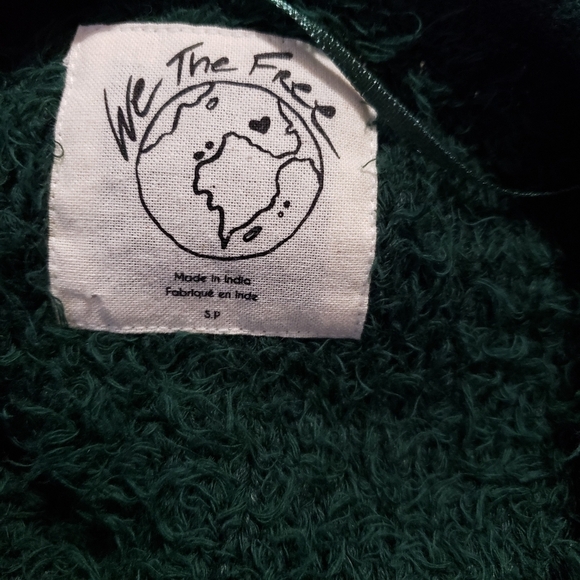 We The Free
Made in India
Fabriqué en Inde
S.P